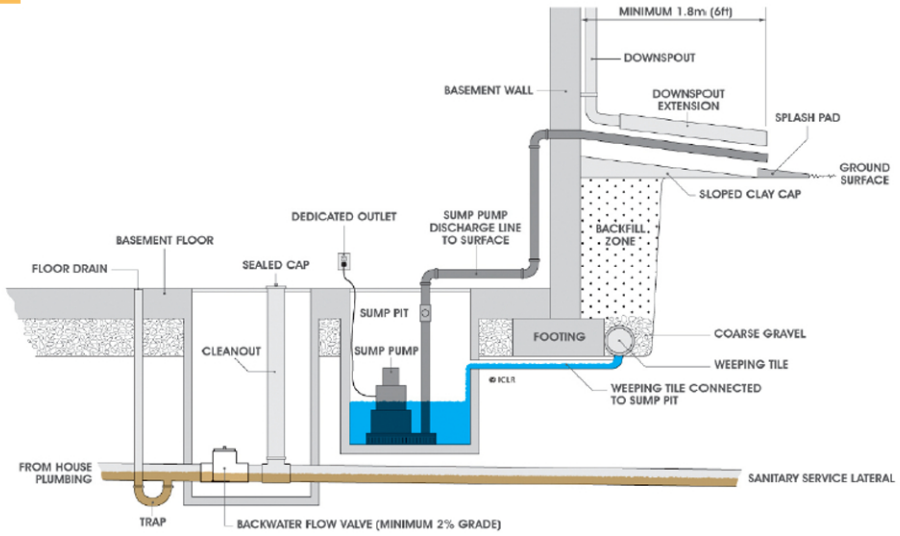 MINIMUM 1.8m (6ft)
DOWNSPOUT
BASEMENT WALL
DOWNSPOUT
EXTENSION
SPLASH PAD
GROUND
SURFACE
SLOPED CLAY CAP
DEDICATED OUTLET
SUMP PUMP
DISCHARGE LINE
TO SURFACE
BACKFILL
ZONE
BASEMENT FLOOR
FLOOR DRAIN
SEALED CAP
SUMP PIT
CLEANOUT
SUMP PUMP
FOOTING
COARSE GRAVEL
WEEPING TILE
© ICLR
WEEPING TILE CONNECTED
TO SUMP PIT
FROM HOUSE
PLUMBING
SANITARY SERVICE LATERAL
TRAP
BACKWATER FLOW VALVE (MINIMUM 2% GRADE)